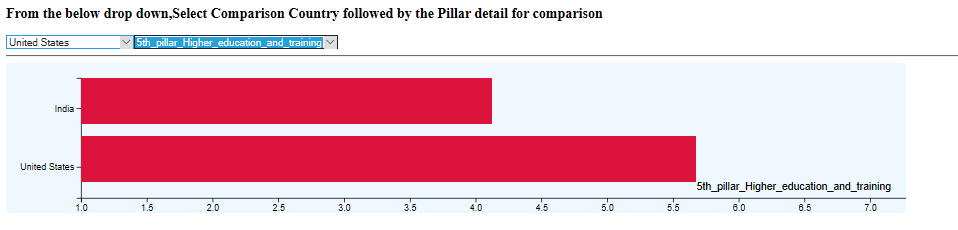 From the below drop down,Select Comparison Country followed by the Pillar detail for comparison
United States 5th_pillar_Higher_education_and_training
India
United States
5th_pillar_Higher_education_and_training
1.0 1.5 2.0 2.5 3.0 3.5 4.0 4.5 5.0 5.5 6.0 6.5 7.0